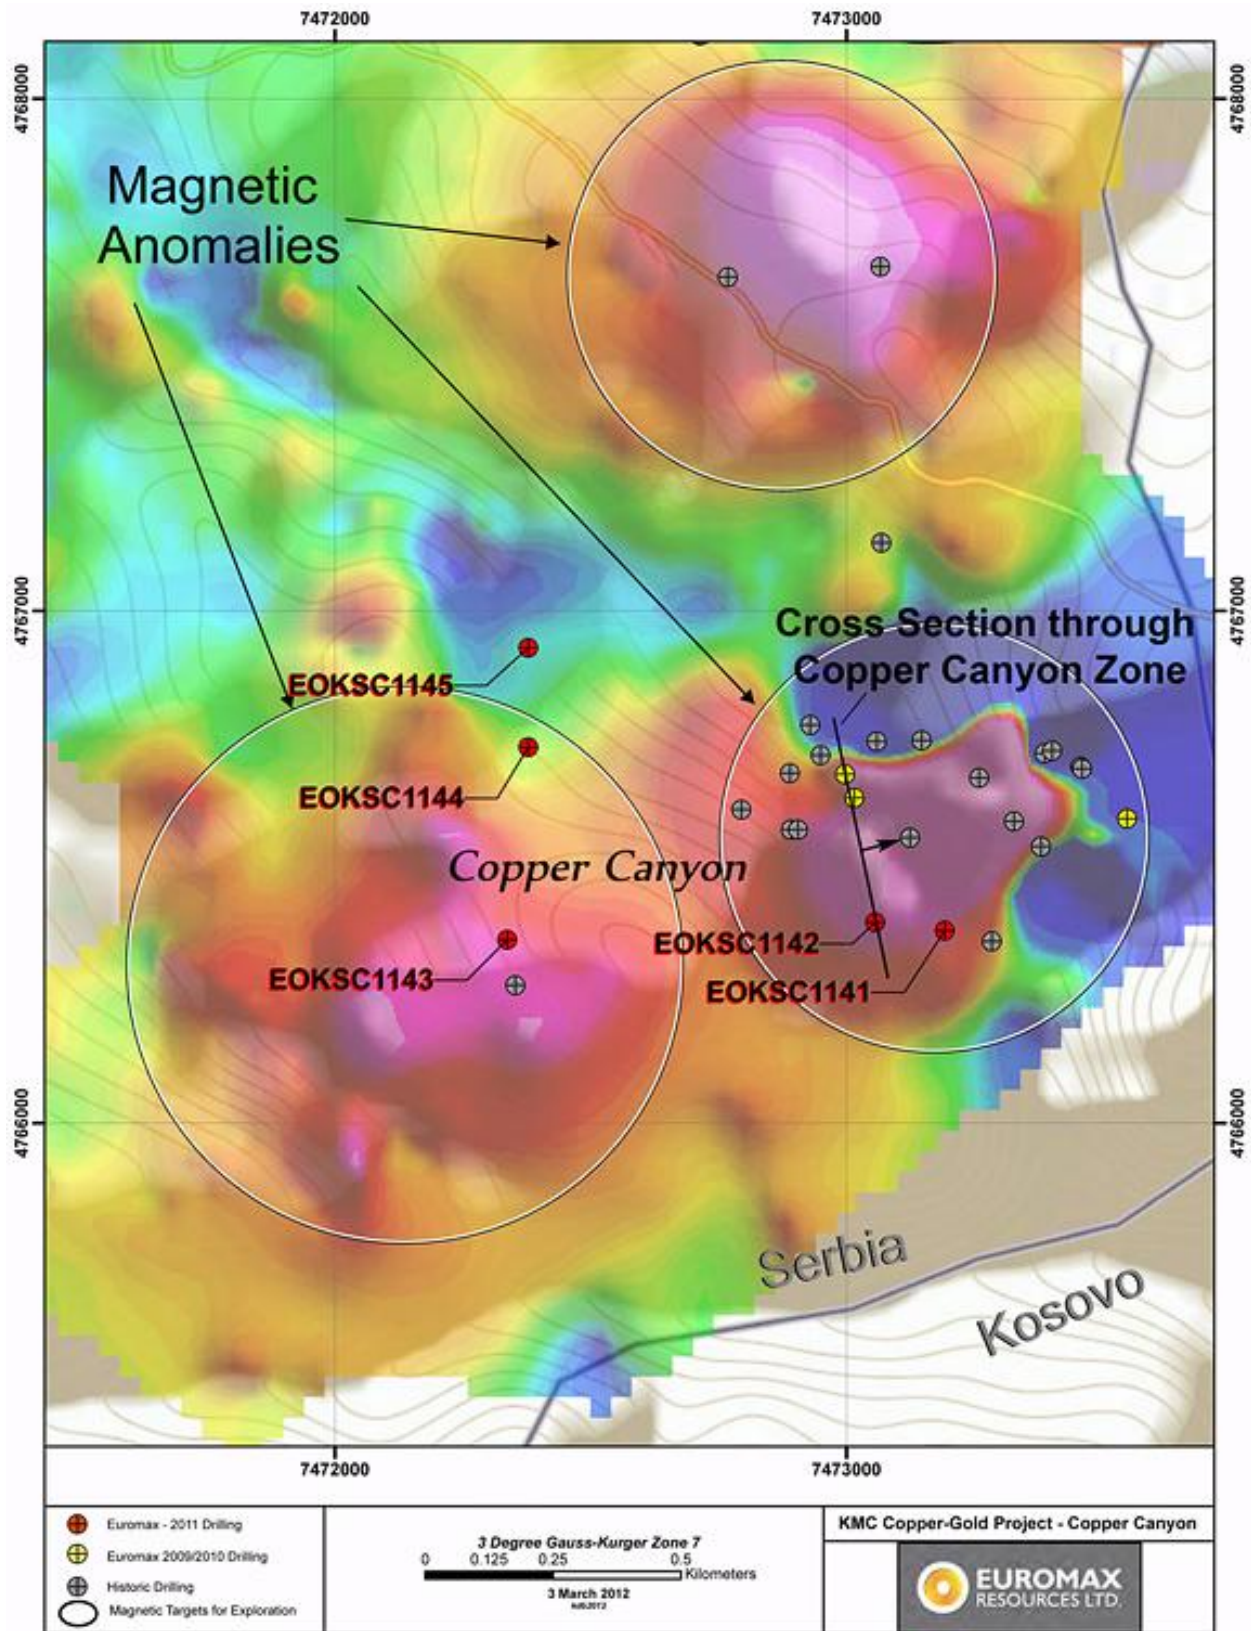 7472000
7473000
4768000
4768000
Magnetic
Anomalies
4767000
4767000
Cross Section through
Copper Canyon Zone
EOKSC1145
EOKSC1144
Copper Canyon
EOKSC1142
EOKSC1143
EOKSC1141
4766000
4766000
Serbia
Kosovo
7472000
7473000
Euromax - 2011 Drilling
Euromax 2009/2010 Drilling
Historic Drilling
Magnetic Targets for Exploration
3 Degree Gauss-Kurger Zone 7
0 0.125 0.25 0.5
Kilometers
3 March 2012
KMC Copper-Gold Project - Copper Canyon
EUROMAX
RESOURCES LTD.